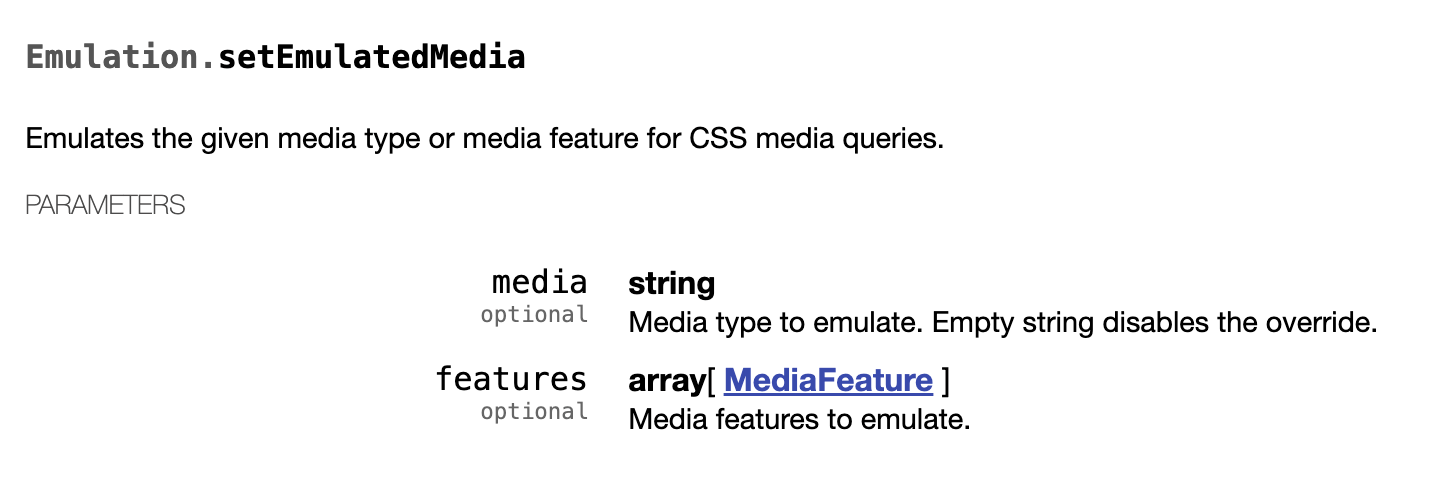 Emulation.setEmulatedMedia
Emulates the given media type or media feature for CSS media queries.
PARAMETERS
media string
optional Media type to emulate. Empty string disables the override.
features array[ MediaFeature ]
optional Media features to emulate.